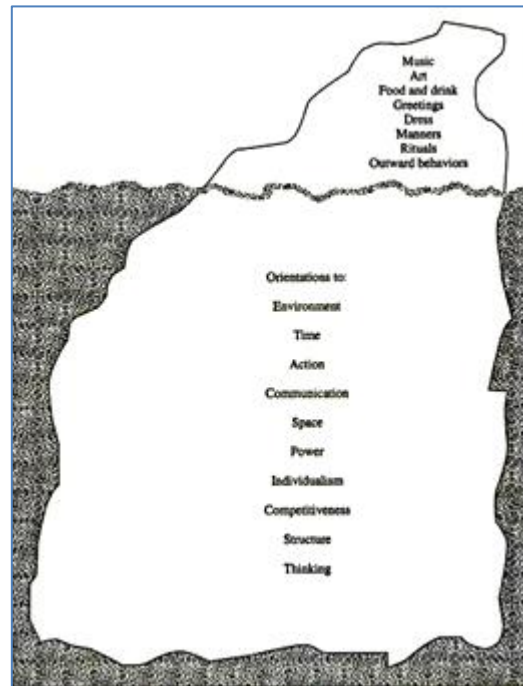 Music
Art
Food and drink
Greetings
Dress
Manners
Rituals
Outward behaviors
Orientations to:
Environment
Time
Action
Communication
Space
Power
Individualism
Competitiveness
Structure
Thinking